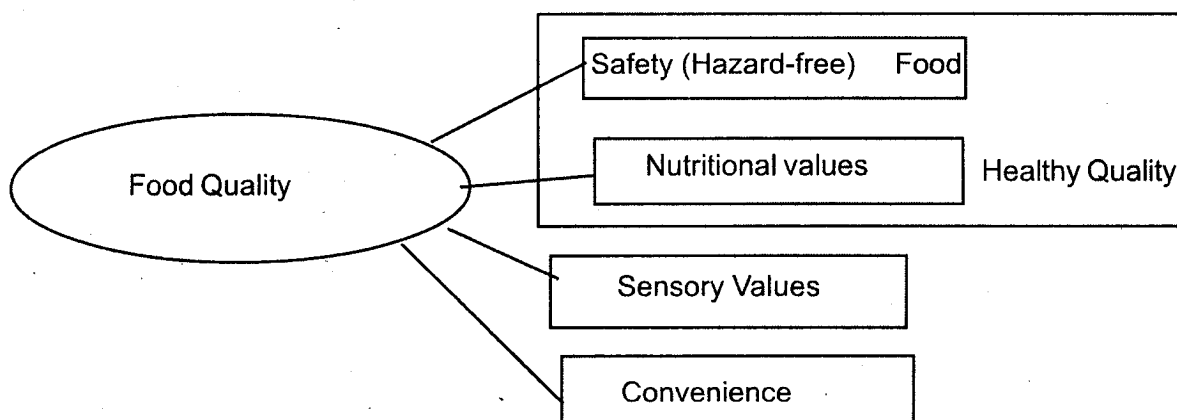 Safety (Hazard-free) Food
Food Quality
Nutritional values
Healthy Quality
Sensory Values
Convenience